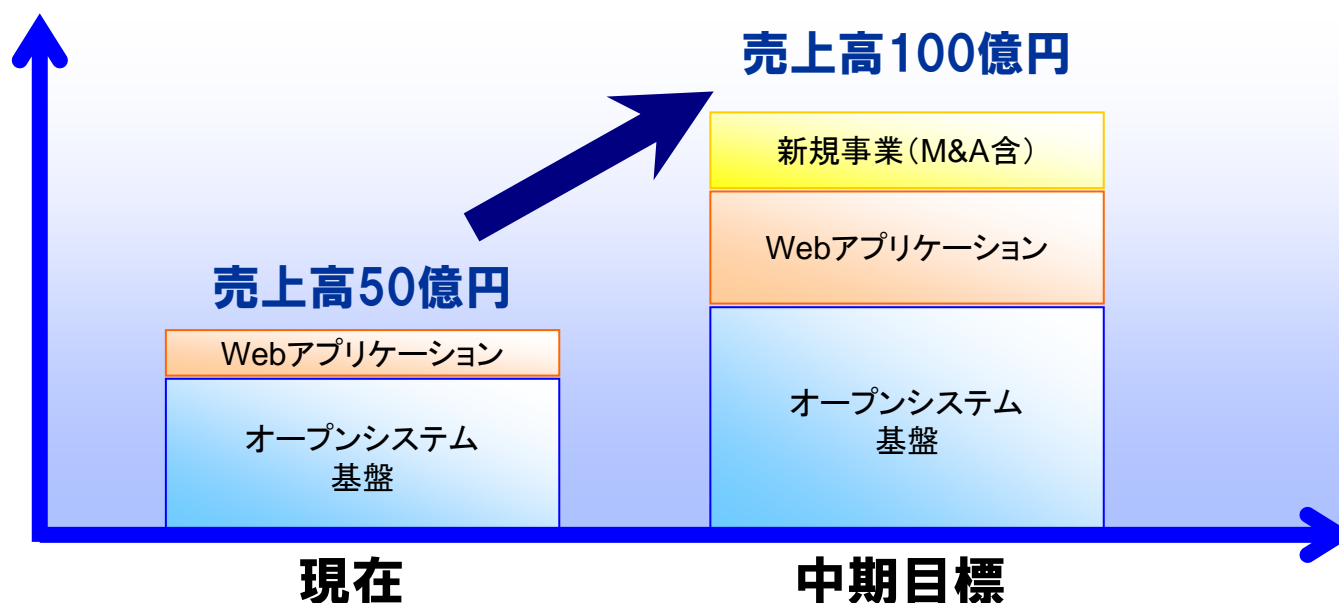 売上高100億円
新規事業（M&A含）
Webアプリケーション
オープンシステム
基盤
売上高50億円
Webアプリケーション
オープンシステム
基盤
現在
中期目標